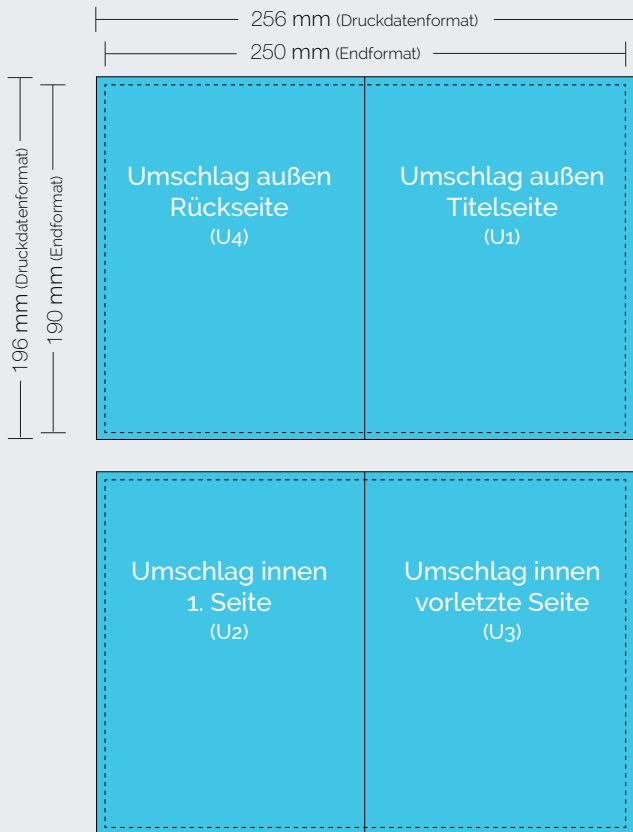 256 mm (Druckdatenformat)
250 mm (Endformat)
196 mm (Druckdatenformat)
190 mm (Endformat)
Umschlag außen
Rückseite
(U4)
Umschlag außen
Titelseite
(U1)
Umschlag innen
1. Seite
(U2)
Umschlag innen
vorletzte Seite
(U3)